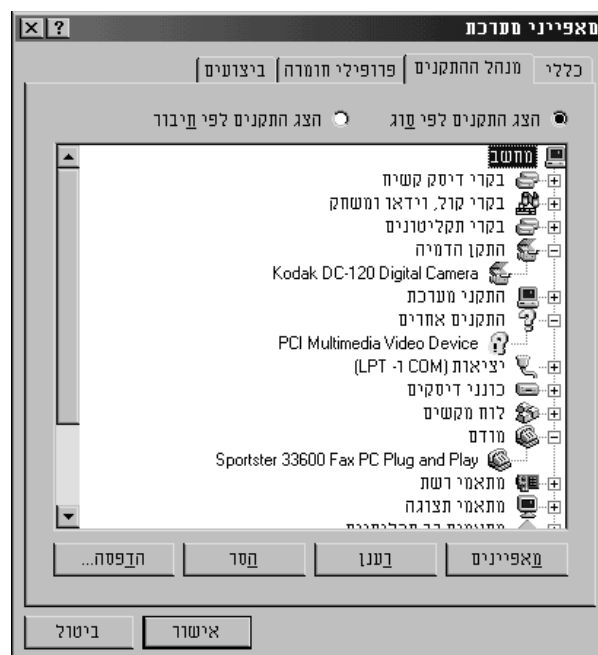 מאפייני מערכת
כללי
מנהל ההתקנים
פרופילי חומרה
ביצועים
הצג התקנים לפי סוג
הצג התקנים לפי חיבור
מחשב
בקרי דיסק קשיח
בקרי קול, וידאו ומשחק
בקרי תקליטונים
התקן הדמיה
Kodak DC-120 Digital Camera
התקני מערכת
התקנים אחרים
PCI Multimedia Video Device
יציאות (COM ו- LPT)
כונני דיסקים
לוח מקשים
מודם
Sportster 33600 Fax PC Plug and Play
מתאמי רשת
מתאמי תצוגה
מאפיינים
רענן
הסר
הדפסה...
אישור
ביטול